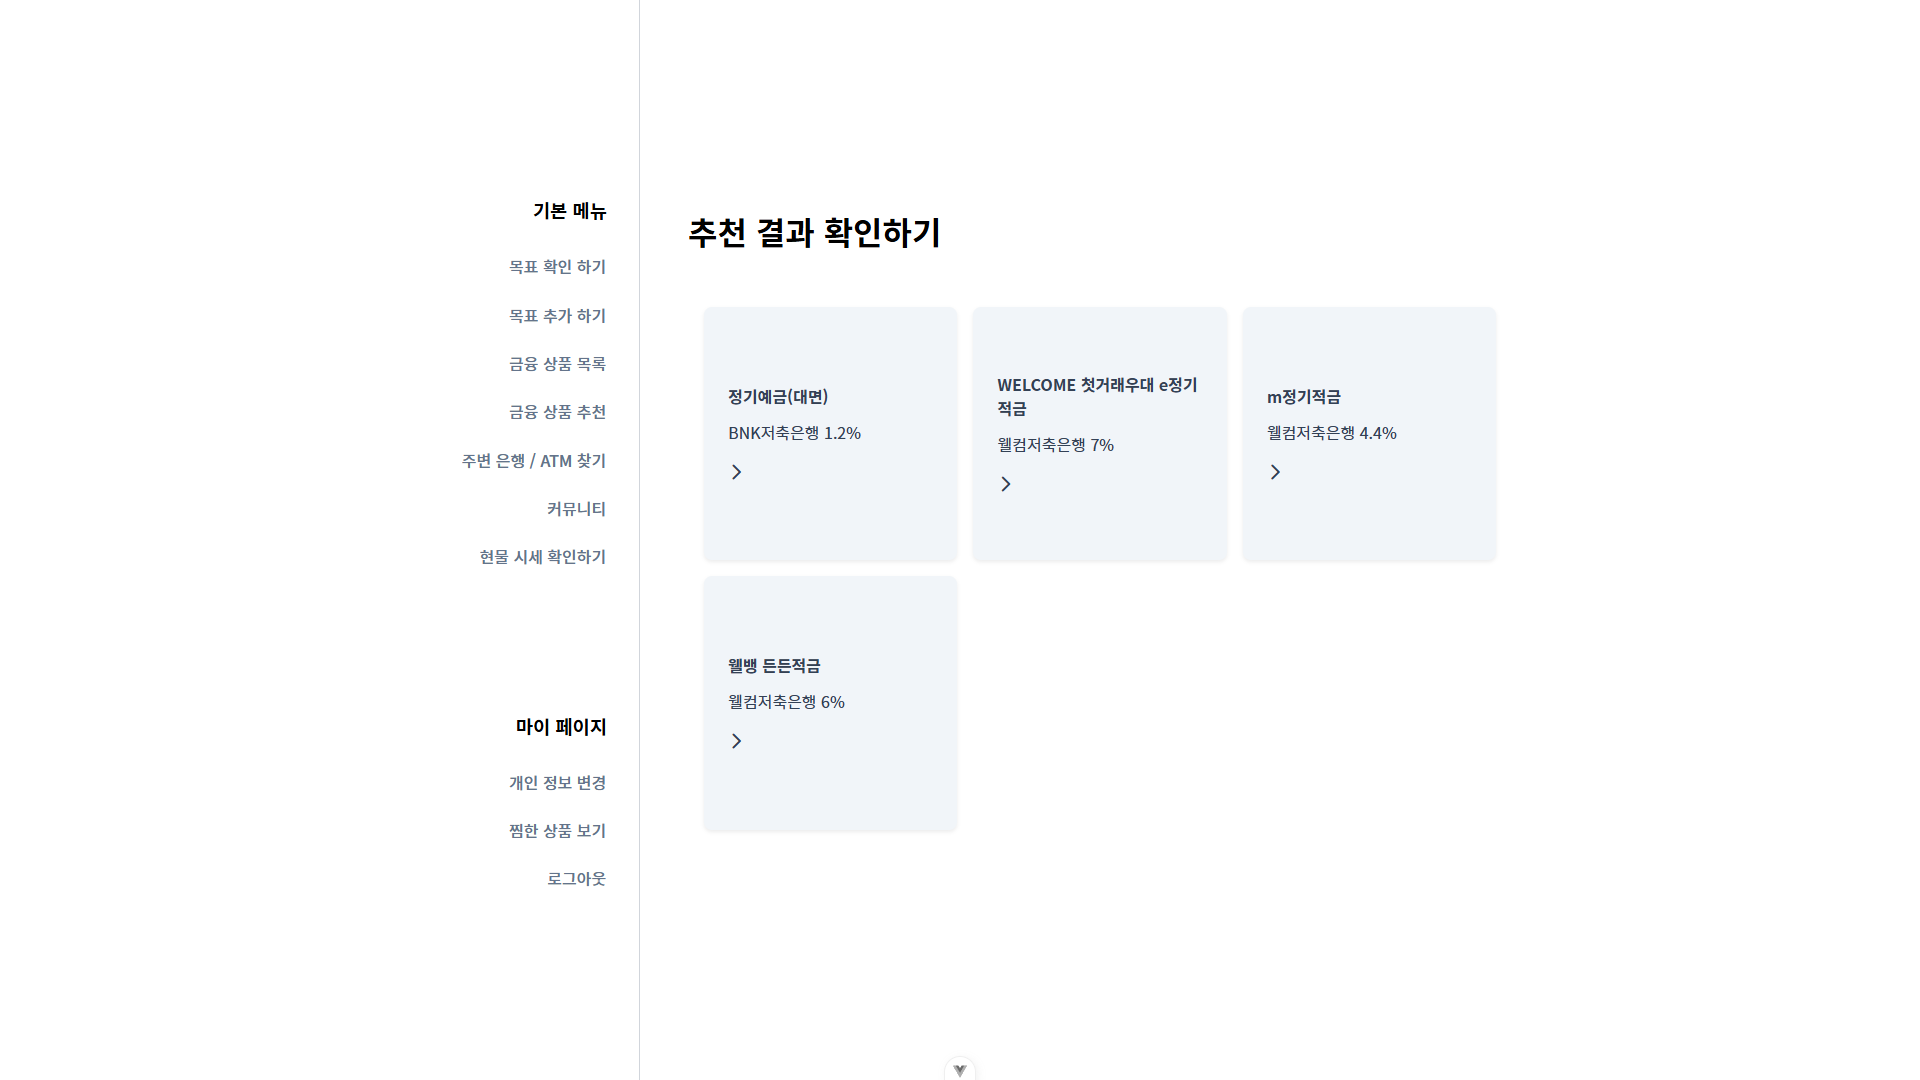 기본 메뉴
목표 확인 하기
목표 추가 하기
금융 상품 목록
금융 상품 추천
주변 은행 / ATM 찾기
커뮤니티
현물 시세 확인하기
마이 페이지
개인 정보 변경
찜한 상품 보기
로그아웃
추천 결과 확인하기
정기예금(대면)
BNK저축은행 1.2%
WELCOME 첫거래우대 e정기
적금
웰컴저축은행 7%
m정기적금
웰컴저축은행 4.4%
웰뱅 든든적금
웰컴저축은행 6%